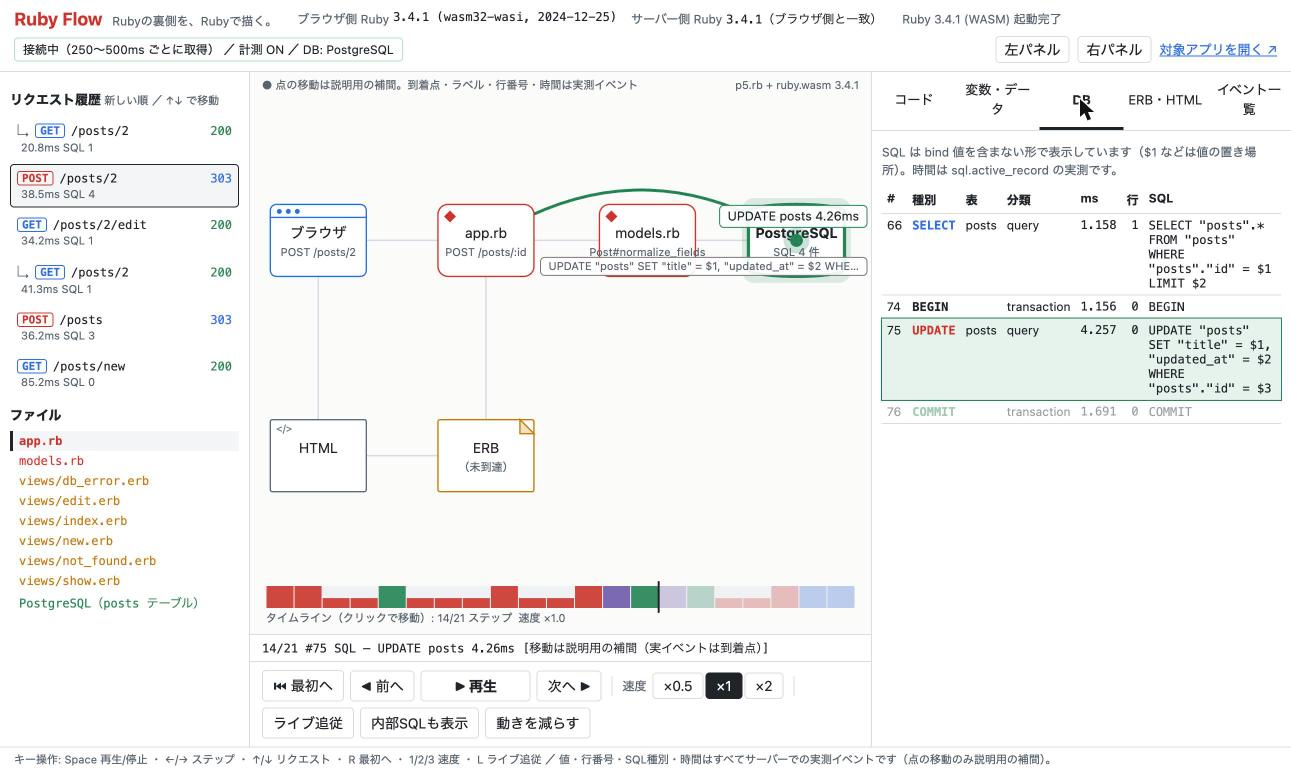 Ruby Flow Rubyの裏側を、Rubyで描く。 ブラウザ側 Ruby 3.4.1 (wasm32-wasi, 2024-12-25) サーバー側 Ruby 3.4.1（ブラウザ側と一致） Ruby 3.4.1 (WASM) 起動完了
接続中（250〜500ms ごとに取得） ／ 計測 ON ／ DB: PostgreSQL
左パネル 右パネル 対象アプリを開く ↗
リクエスト履歴 新しい順 ／ ↑↓ で移動
GET /posts/2 200
20.8ms SQL 1
POST /posts/2 303
38.5ms SQL 4
GET /posts/2/edit 200
34.2ms SQL 1
GET /posts/2 200
41.3ms SQL 1
POST /posts 303
36.2ms SQL 3
GET /posts/new 200
85.2ms SQL 0
ファイル
app.rb
models.rb
views/db_error.erb
views/edit.erb
views/index.erb
views/new.erb
views/not_found.erb
views/show.erb
PostgreSQL（posts テーブル）
● 点の移動は説明用の補間。到着点・ラベル・行番号・時間は実測イベント p5.rb + ruby.wasm 3.4.1
ブラウザ
POST /posts/2
app.rb
POST /posts/:id
models.rb
Post#normalize_fields
UPDATE posts 4.26ms
PostgreSQL
SQL 4 件
UPDATE "posts" SET "title" = $1, "updated_at" = $2 WHE…
</>
HTML
ERB
（未到達）
タイムライン（クリックで移動）: 14/21 ステップ 速度 ×1.0
14/21 #75 SQL — UPDATE posts 4.26ms [移動は説明用の補間（実イベントは到着点）]
⏮ 最初へ ◀ 前へ ▶ 再生 次へ ▶ 速度 ×0.5 ×1 ×2
ライブ追従 内部SQLも表示 動きを減らす
コード 変数・データ DB ERB・HTML イベント一覧
SQL は bind 値を含まない形で表示しています（$1 などは値の置き場
所）。時間は sql.active_record の実測です。
# 種別 表 分類 ms 行 SQL
66 SELECT posts query 1.158 1 SELECT "posts".*
FROM "posts"
WHERE
"posts"."id" = $1
LIMIT $2
74 BEGIN transaction 1.156 0 BEGIN
75 UPDATE posts query 4.257 0 UPDATE "posts"
SET "title" = $1,
"updated_at" = $2
WHERE
"posts"."id" = $3
76 COMMIT transaction 1.691 0 COMMIT
キー操作: Space 再生/停止 ・ ←/→ ステップ ・ ↑/↓ リクエスト ・ R 最初へ ・ 1/2/3 速度 ・ L ライブ追従 ／ 値・行番号・SQL種別・時間はすべてサーバーでの実測イベントです（点の移動のみ説明用の補間）。